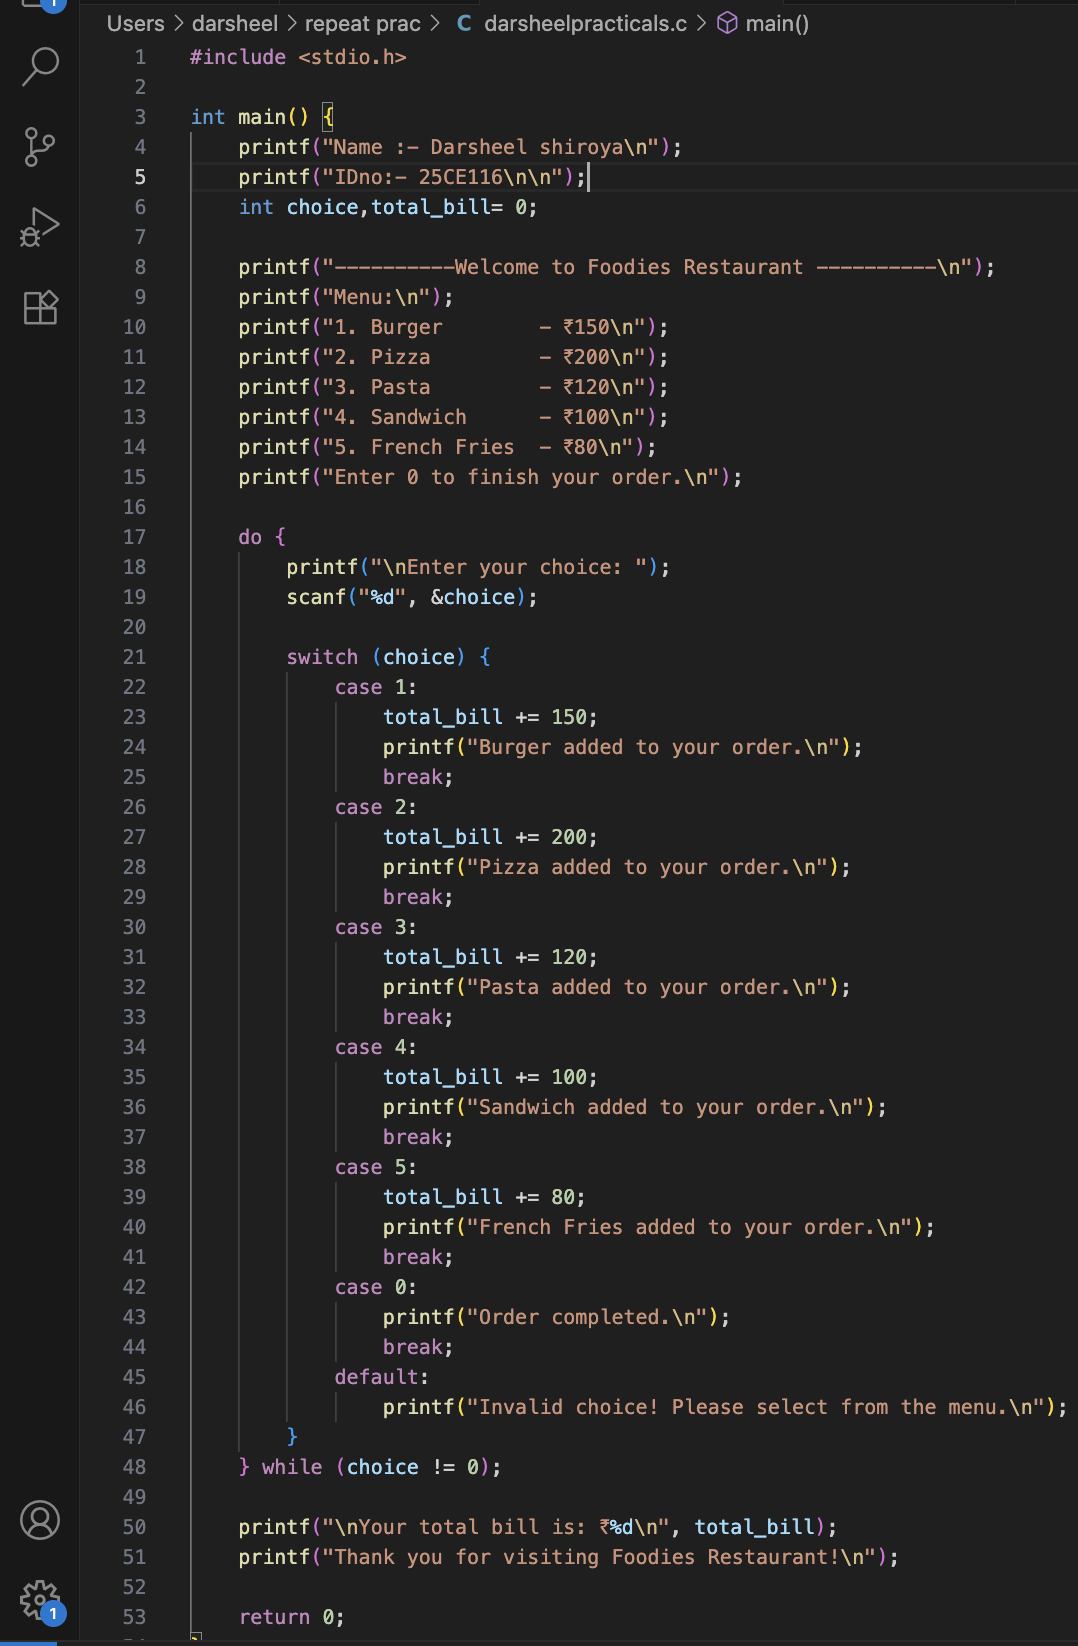 1
Users > darsheel > repeat prac > C darsheelpracticals.c > main()
1 #include <stdio.h>
2
3 int main() {
4     printf("Name :- Darsheel shiroya\n");
5     printf("IDno:- 25CE116\n\n");
6     int choice,total_bill= 0;
7
8     printf("----------Welcome to Foodies Restaurant ----------\n");
9     printf("Menu:\n");
10     printf("1. Burger        - ₹150\n");
11     printf("2. Pizza         - ₹200\n");
12     printf("3. Pasta         - ₹120\n");
13     printf("4. Sandwich      - ₹100\n");
14     printf("5. French Fries  - ₹80\n");
15     printf("Enter 0 to finish your order.\n");
16
17     do {
18         printf("\nEnter your choice: ");
19         scanf("%d", &choice);
20
21         switch (choice) {
22             case 1:
23                 total_bill += 150;
24                 printf("Burger added to your order.\n");
25                 break;
26             case 2:
27                 total_bill += 200;
28                 printf("Pizza added to your order.\n");
29                 break;
30             case 3:
31                 total_bill += 120;
32                 printf("Pasta added to your order.\n");
33                 break;
34             case 4:
35                 total_bill += 100;
36                 printf("Sandwich added to your order.\n");
37                 break;
38             case 5:
39                 total_bill += 80;
40                 printf("French Fries added to your order.\n");
41                 break;
42             case 0:
43                 printf("Order completed.\n");
44                 break;
45             default:
46                 printf("Invalid choice! Please select from the menu.\n");
47         }
48     } while (choice != 0);
49
50     printf("\nYour total bill is: ₹%d\n", total_bill);
51     printf("Thank you for visiting Foodies Restaurant!\n");
52
53     return 0;
1